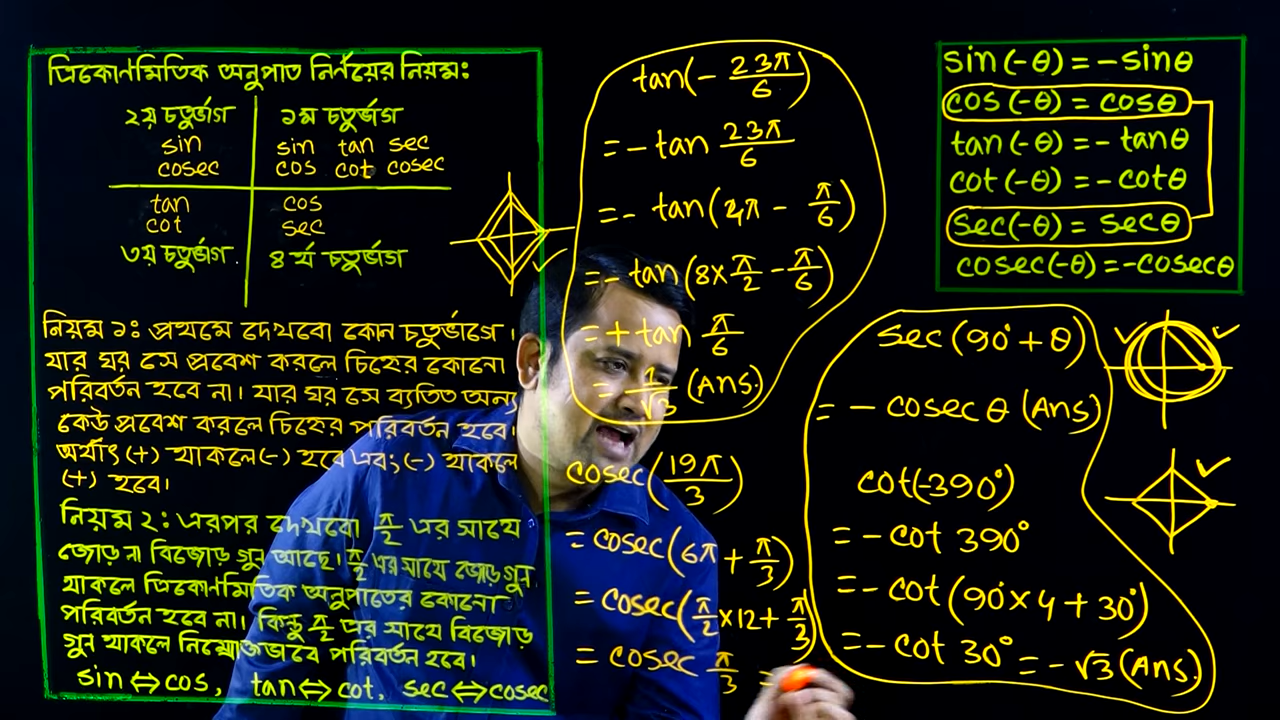 ত্রিকোণমিতিক অনুপাত নির্ণয়ের নিয়মঃ
২য় চতুর্ভাগ
sin
cosec
১ম চতুর্ভাগ
sin tan sec
cos cot cosec
tan
cot
৩য় চতুর্ভাগ.
cos
sec
৪র্থ চতুর্ভাগ
নিয়ম ১ঃ প্রথমে দেখবো কোন চতুর্ভাগে।
যার ঘর সে প্রবেশ করলে চিহ্নের কোনো
পরিবর্তন হবে না। যার ঘর সে ব্যতিত অন্য
কেউ প্রবেশ করলে চিহ্নের পরিবর্তন হবে।
অর্থাৎ (+) থাকলে (-) হবে এবং (-) থাকলে
(+) হবে।
নিয়ম ২ঃ এরপর দেখবো π/2 এর সাথে
জোড় না বিজোড় গুন আছে। π/2 এর সাথে জোড় গুন
থাকলে ত্রিকোণমিতিক অনুপাতের কোনো
পরিবর্তন হবে না। কিন্তু π/2 এর সাথে বিজোড়
গুন থাকলে নিম্মোক্তভাবে পরিবর্তন হবে।
sin⇔cos, tan⇔cot, sec⇔cosec
tan(- 23π/6)
= - tan 23π/6
= - tan(4π - π/6)
= - tan(8×π/2 - π/6)
= + tan π/6
= 1/√3 (Ans.)
cosec(19π/3)
= cosec(6π + π/3)
= cosec(π/2 ×12 + π/3)
= cosec π/3 =
sin(-θ) = -sinθ
cos(-θ) = cosθ
tan(-θ) = -tanθ
cot(-θ) = -cotθ
sec(-θ) = secθ
cosec(-θ) = -cosecθ
sec(90° + θ)
= - cosec θ (Ans)
cot(-390°)
= - cot 390°
= - cot (90°×4 + 30°)
= - cot 30° = - √3 (Ans).